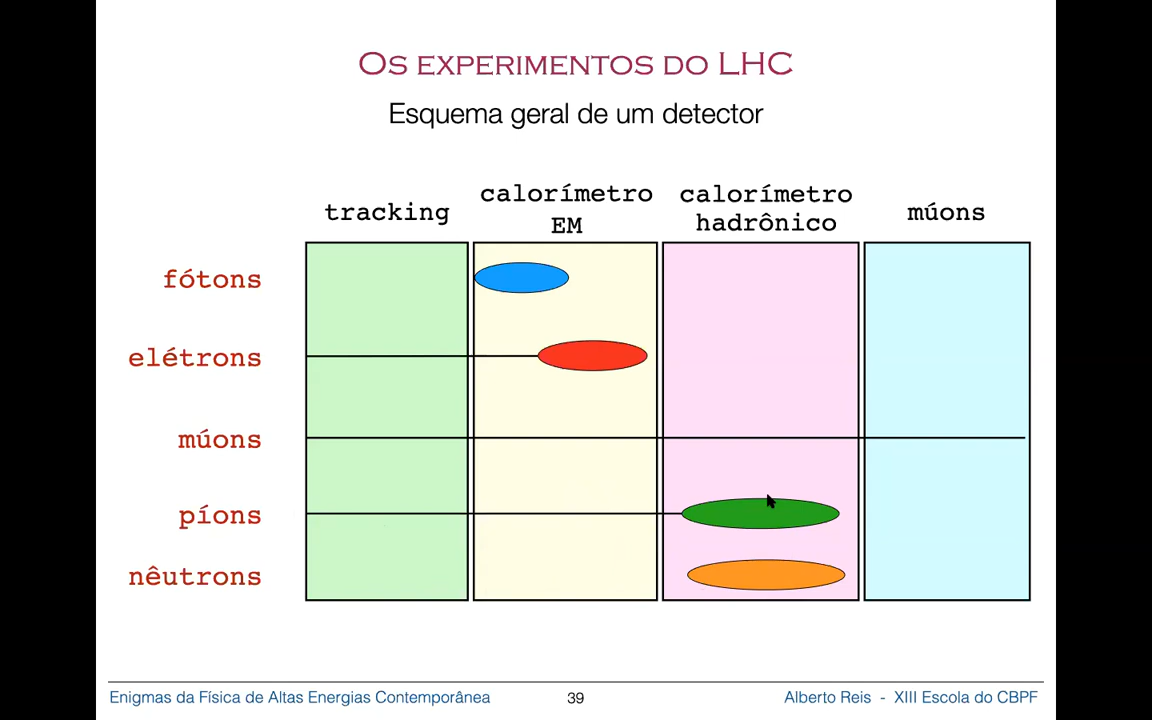 Os experimentos do LHC
Esquema geral de um detector
tracking
calorímetro
EM
calorímetro
hadrônico
múons
fótons
elétrons
múons
píons
nêutrons
Enigmas da Física de Altas Energias Contemporânea
39
Alberto Reis - XIII Escola do CBPF